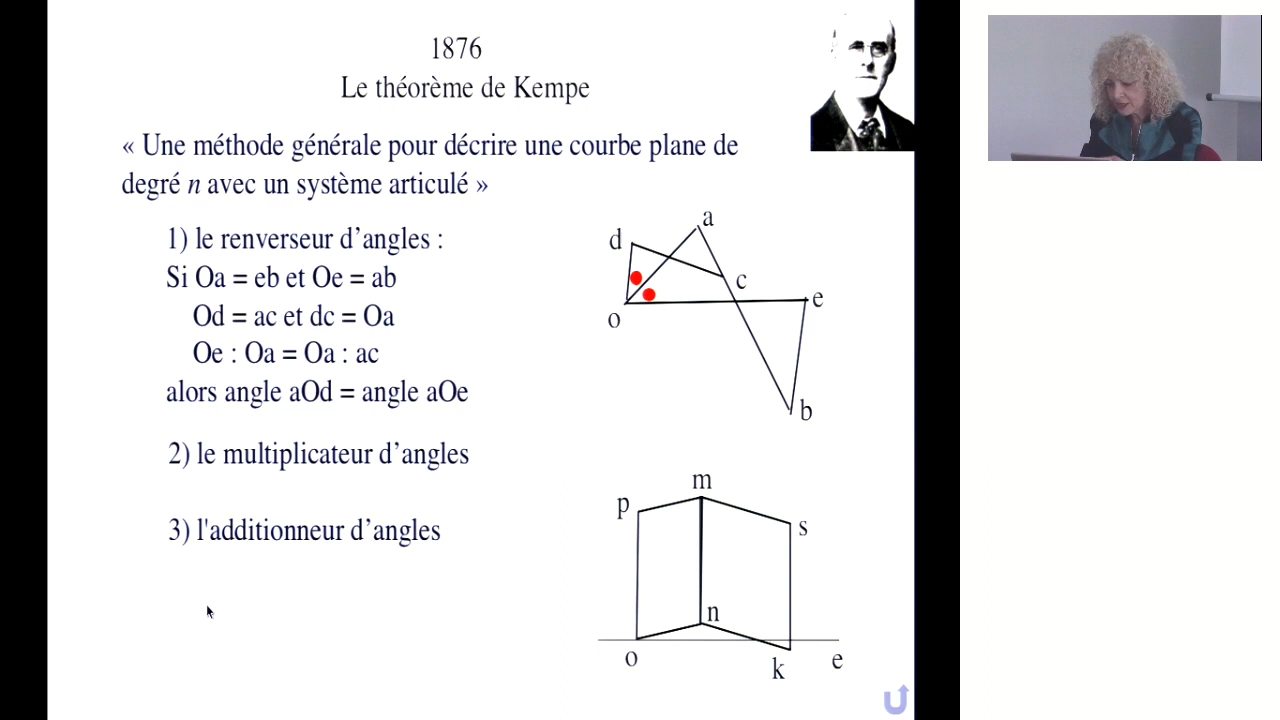 1876
Le théorème de Kempe
« Une méthode générale pour décrire une courbe plane de
degré n avec un système articulé »
1) le renverseur d’angles :
Si Oa = eb et Oe = ab
Od = ac et dc = Oa
Oe : Oa = Oa : ac
alors angle aOd = angle aOe
2) le multiplicateur d’angles
3) l'additionneur d’angles
a
d
c
e
o
b
m
p
s
n
o
k
e